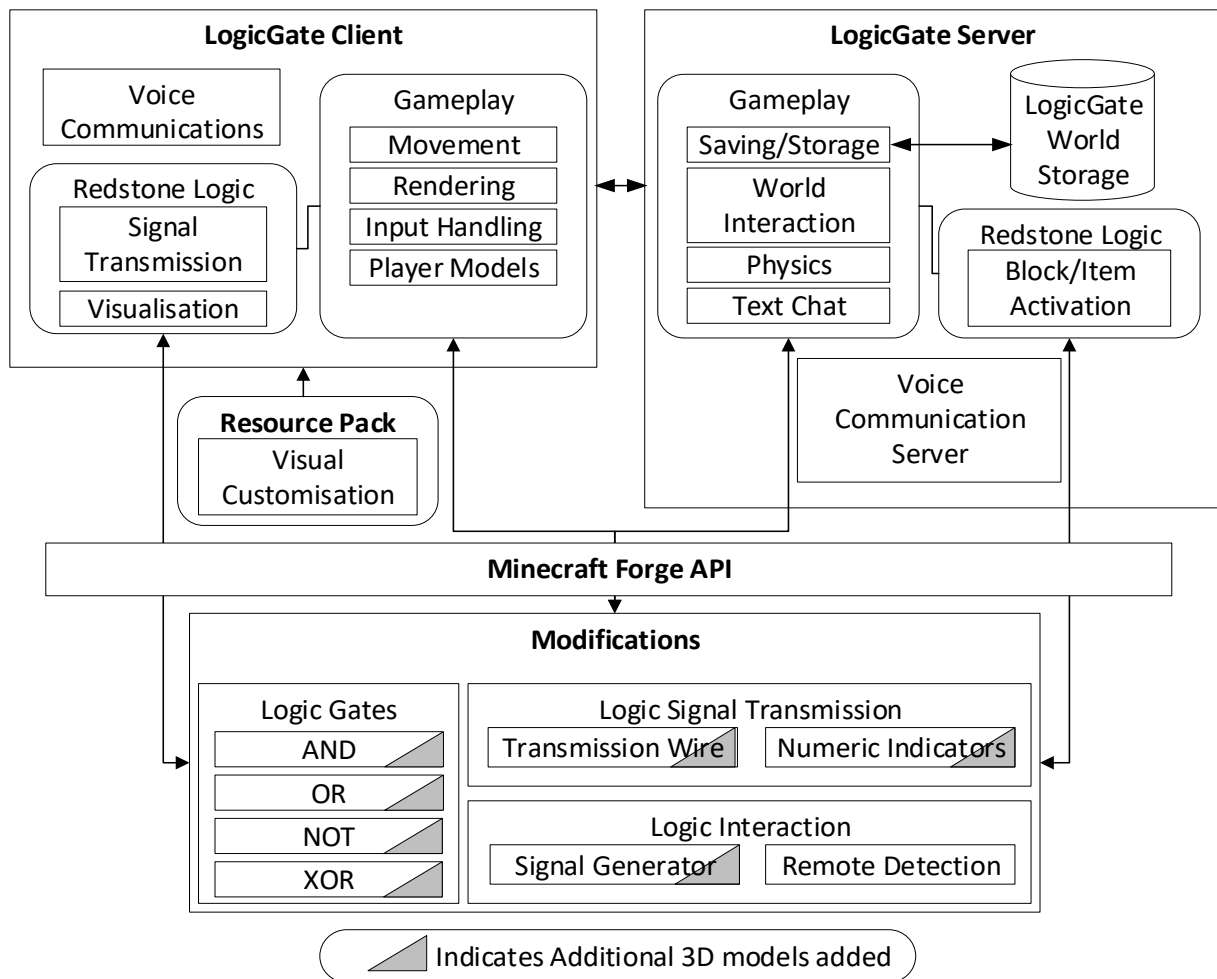 LogicGate Client
Voice
Communications
Gameplay
Movement
Rendering
Input Handling
Player Models
Redstone Logic
Signal
Transmission
Visualisation
Resource Pack
Visual
Customisation
LogicGate Server
Gameplay
Saving/Storage
World
Interaction
Physics
Text Chat
LogicGate
World
Storage
Redstone Logic
Block/Item
Activation
Voice
Communication
Server
Minecraft Forge API
Modifications
Logic Gates
AND
OR
NOT
XOR
Logic Signal Transmission
Transmission Wire
Numeric Indicators
Logic Interaction
Signal Generator
Remote Detection
Indicates Additional 3D models added